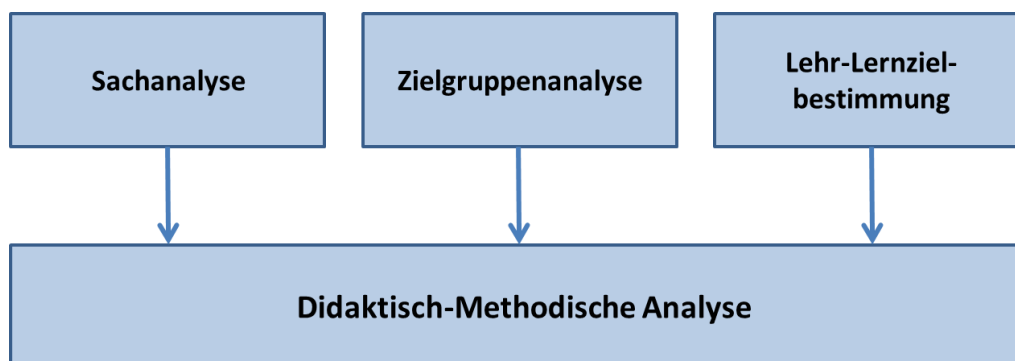 Sachanalyse
Zielgruppenanalyse
Lehr-Lernziel-
bestimmung
Didaktisch-Methodische Analyse